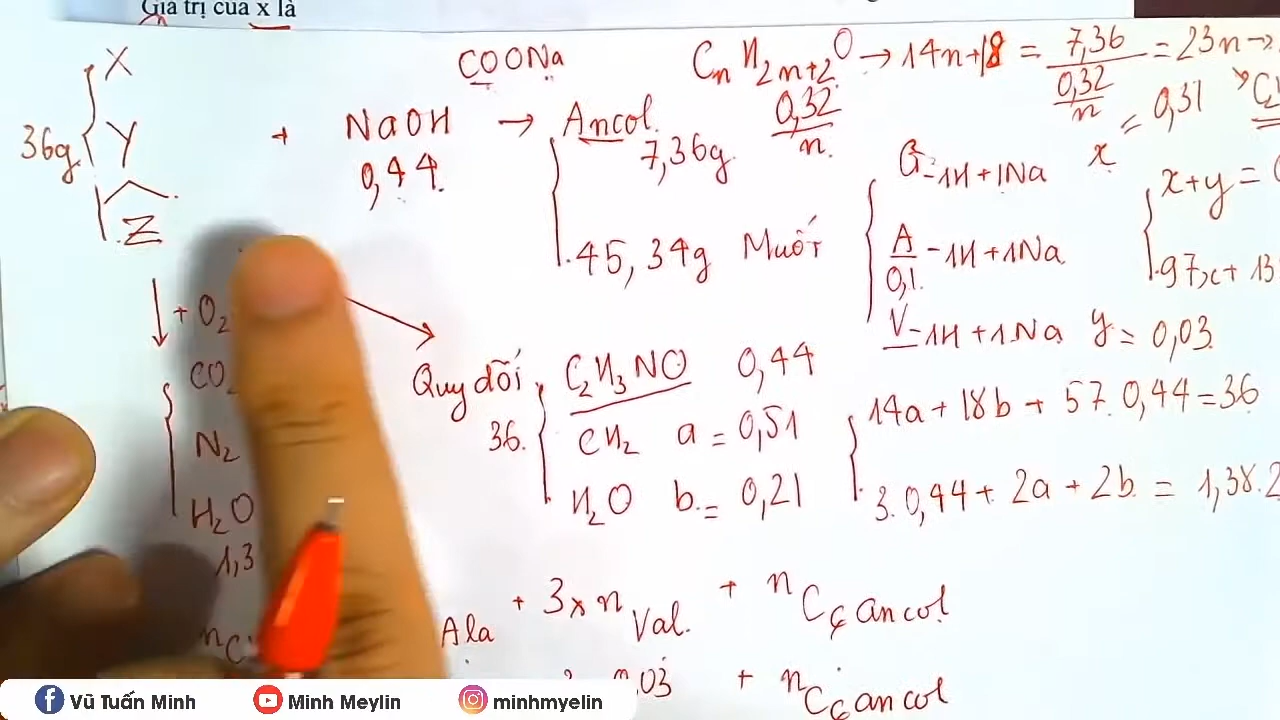 Giá trị của x là
X
36g Y
Z
+ NaOH
0,44
COONa
→ Ancol
7,36g
45,34g Muối
CnH2n+2O → 14n+18 = 7,36 / (0,32/n) = 23n →
0,32/n
x = 0,31
G-1H+1Na
A-1H+1Na
0,1
V-1H+1Na y = 0,03
x+y =
97x+13
↓ + O2
CO2
N2
H2O
1,3
Quy đổi
36
C2H3NO 0,44
CH2 a = 0,51
H2O b = 0,21
14a+18b+57.0,44=36
3.0,44+2a+2b = 1,38.2
Ala + 3xnVal + nC ancol
0,03 + nC ancol
Vũ Tuấn Minh
Minh Meylin
minhmyelin